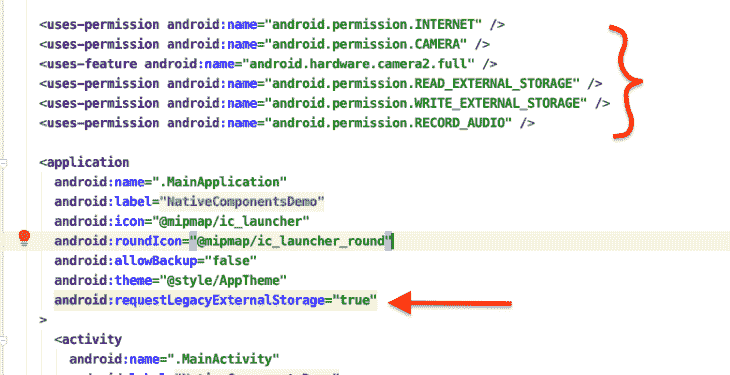 <uses-permission android:name="android.permission.INTERNET" />
<uses-permission android:name="android.permission.CAMERA" />
<uses-feature android:name="android.hardware.camera2.full" />
<uses-permission android:name="android.permission.READ_EXTERNAL_STORAGE" />
<uses-permission android:name="android.permission.WRITE_EXTERNAL_STORAGE" />
<uses-permission android:name="android.permission.RECORD_AUDIO" />
<application
android:name=".MainApplication"
android:label="NativeComponentsDemo"
android:icon="@mipmap/ic_launcher"
android:roundIcon="@mipmap/ic_launcher_round"
android:allowBackup="false"
android:theme="@style/AppTheme"
android:requestLegacyExternalStorage="true"
>
<activity
android:name=".MainActivity"